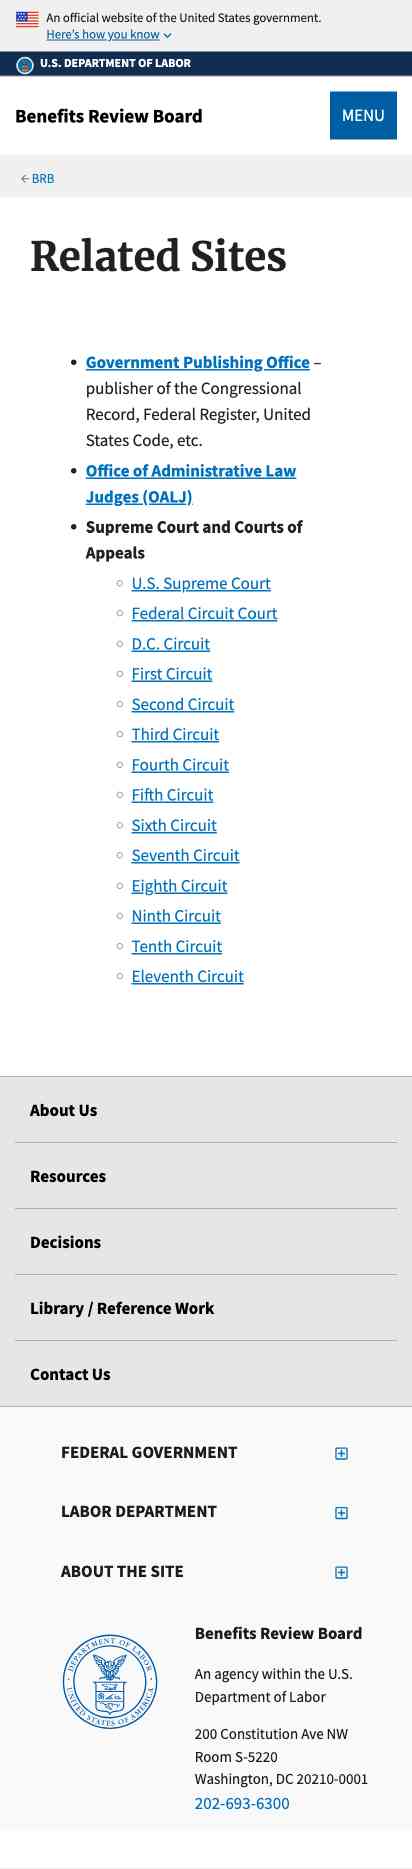 An official website of the United States government.
Here's how you know
U.S. DEPARTMENT OF LABOR
Benefits Review Board
MENU
BRB
Related Sites
Government Publishing Office –
publisher of the Congressional
Record, Federal Register, United
States Code, etc.
Office of Administrative Law
Judges (OALJ)
Supreme Court and Courts of
Appeals
U.S. Supreme Court
Federal Circuit Court
D.C. Circuit
First Circuit
Second Circuit
Third Circuit
Fourth Circuit
Fifth Circuit
Sixth Circuit
Seventh Circuit
Eighth Circuit
Ninth Circuit
Tenth Circuit
Eleventh Circuit
About Us
Resources
Decisions
Library / Reference Work
Contact Us
FEDERAL GOVERNMENT
LABOR DEPARTMENT
ABOUT THE SITE
DEPARTMENT OF LABOR
UNITED STATES OF AMERICA
Benefits Review Board
An agency within the U.S.
Department of Labor
200 Constitution Ave NW
Room S-5220
Washington, DC 20210-0001
202-693-6300